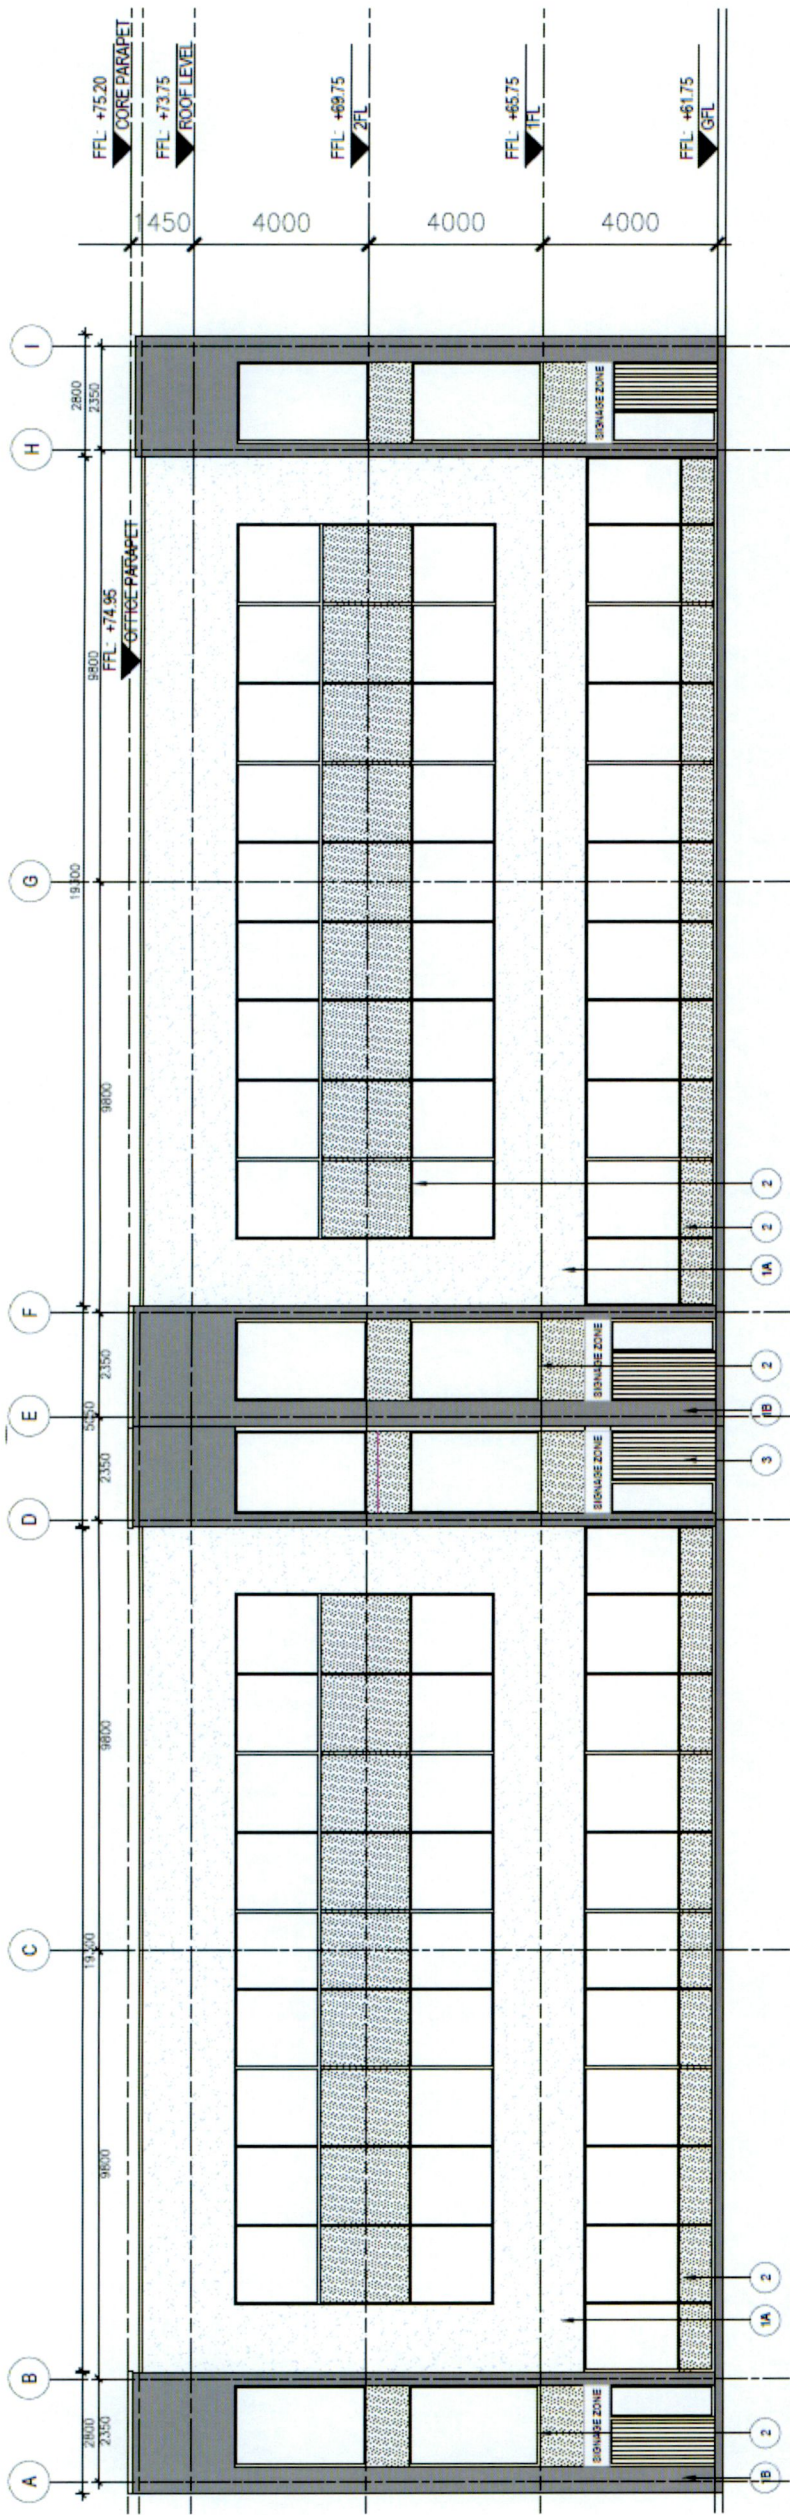 A
B
C
D
E
F
G
H
I
2800
19300
5050
19300
2800
2350
9800
9800
2350
2350
9800
9800
2350
FFL: +74.95
OFFICE PARAPET
FFL: +75.20
CORE PARAPET
1450
FFL: +73.75
ROOF LEVEL
4000
FFL: +69.75
2FL
4000
FFL: +65.75
1FL
4000
FFL: +61.75
GFL
SIGNAGE ZONE
SIGNAGE ZONE
SIGNAGE ZONE
SIGNAGE ZONE
1B
2
1A
2
3
1B
2
1A
2
2